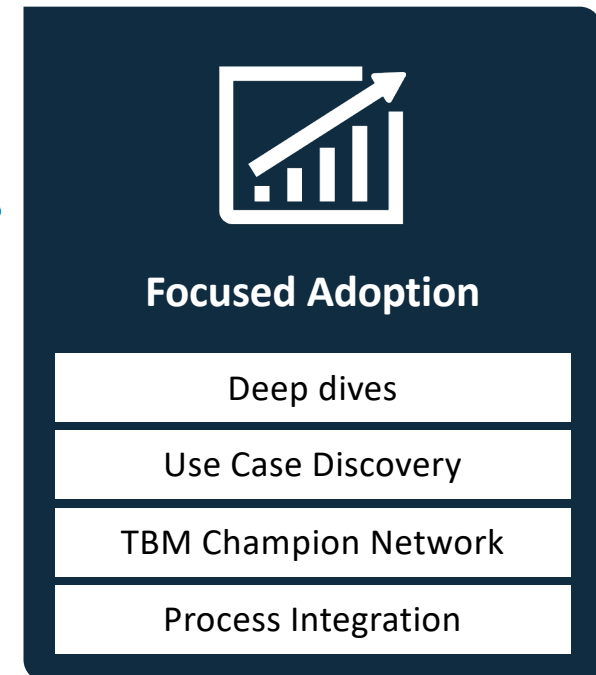 Focused Adoption
Deep dives
Use Case Discovery
TBM Champion Network
Process Integration